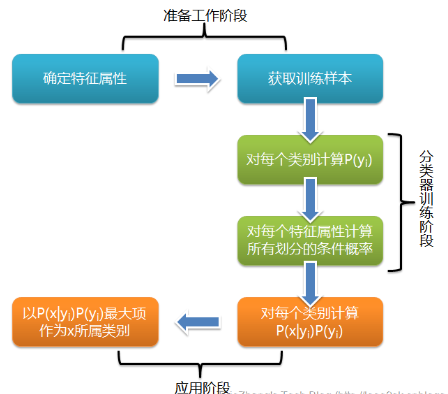 准备工作阶段
确定特征属性
获取训练样本
对每个类别计算P(yᵢ)
对每个特征属性计算
所有划分的条件概率
分类器训练阶段
对每个类别计算
P(x|yᵢ)P(yᵢ)
以P(x|yᵢ)P(yᵢ)最大项
作为x所属类别
应用阶段